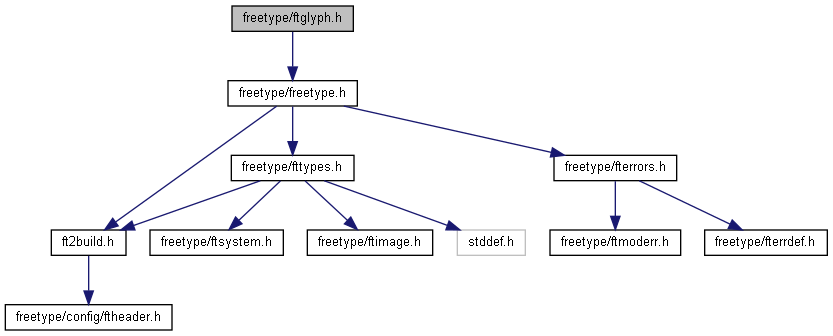 freetype/ftglyph.h
freetype/freetype.h
freetype/fttypes.h
freetype/fterrors.h
ft2build.h
freetype/ftsystem.h
freetype/ftimage.h
stddef.h
freetype/ftmoderr.h
freetype/fterrdef.h
freetype/config/ftheader.h